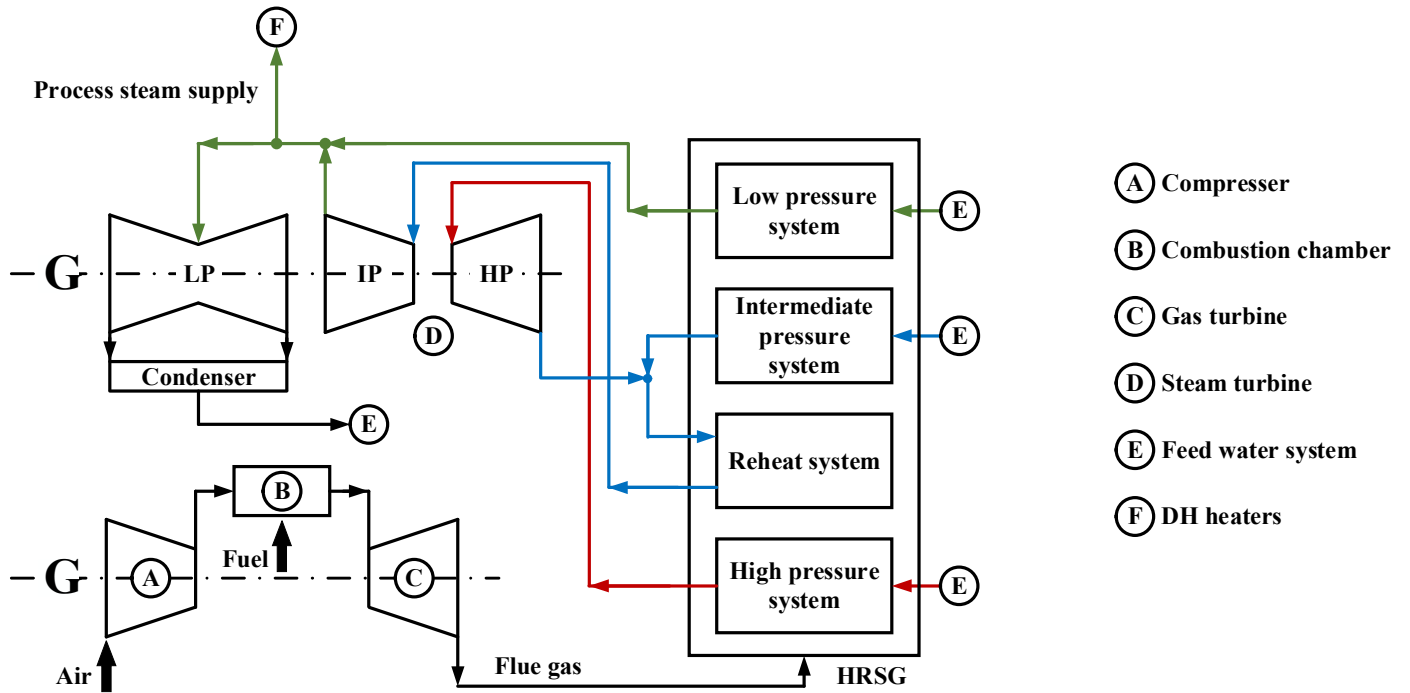 F
Process steam supply
Low pressure
system
E
A Compresser
B Combustion chamber
G
LP
IP
HP
D
Intermediate
pressure
system
E
C Gas turbine
Condenser
D Steam turbine
E
Reheat system
E Feed water system
B
Fuel
F DH heaters
G
A
C
High pressure
system
E
Air
Flue gas
HRSG